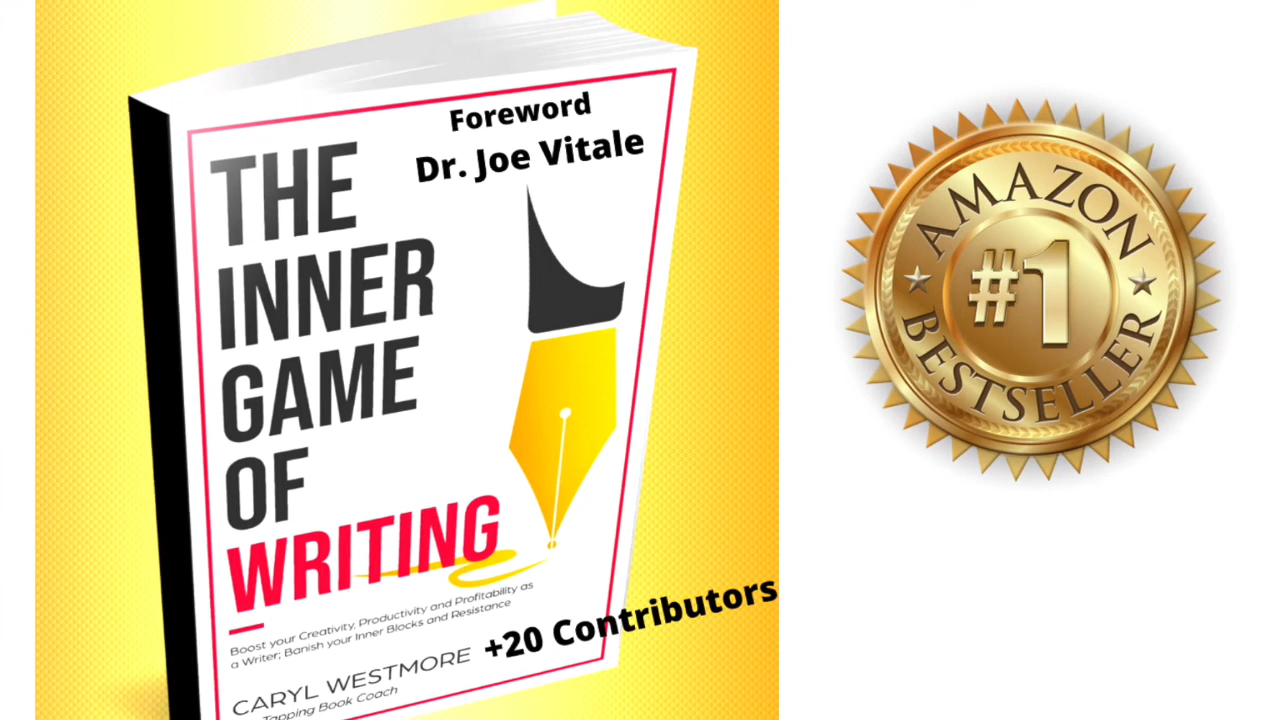 Foreword
Dr. Joe Vitale
THE
INNER
GAME
OF
WRITING
Boost your Creativity, Productivity and Profitability as
a Writer; Banish your Inner Blocks and Resistance
+20 Contributors
CARYL WESTMORE
Tapping Book Coach
AMAZON
#1
BESTSELLER